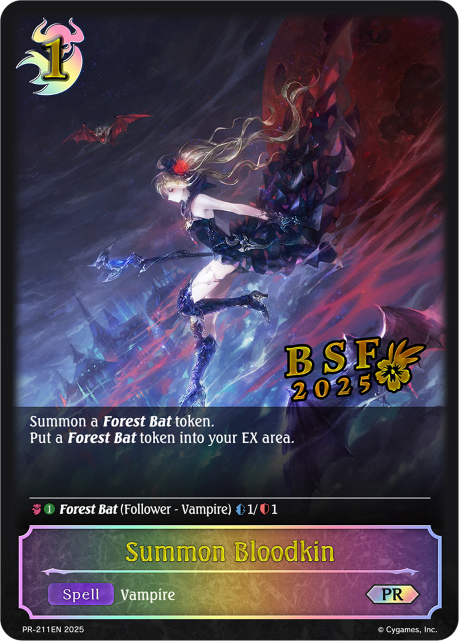 1
BSF
2025
Summon a Forest Bat token.
Put a Forest Bat token into your EX area.
1 Forest Bat (Follower - Vampire) 1/1
Summon Bloodkin
Spell Vampire PR
PR-211EN 2025 © Cygames, Inc.